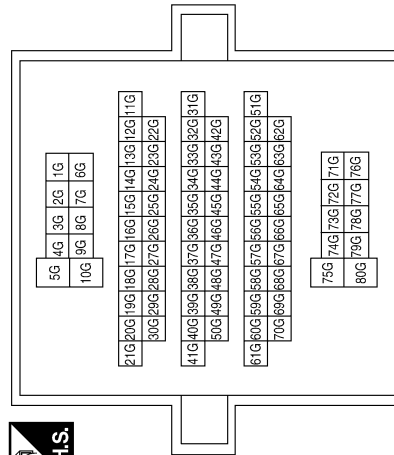 H.S.
5G 4G 3G 2G 1G
10G 9G 8G 7G 6G
21G 20G 19G 18G 17G 16G 15G 14G 13G 12G 11G
30G 29G 28G 27G 26G 25G 24G 23G 22G
41G 40G 39G 38G 37G 36G 35G 34G 33G 32G 31G
50G 49G 48G 47G 46G 45G 44G 43G 42G
61G 60G 59G 58G 57G 56G 55G 54G 53G 52G 51G
70G 69G 68G 67G 66G 65G 64G 63G 62G
75G 74G 73G 72G 71G
80G 79G 78G 77G 76G